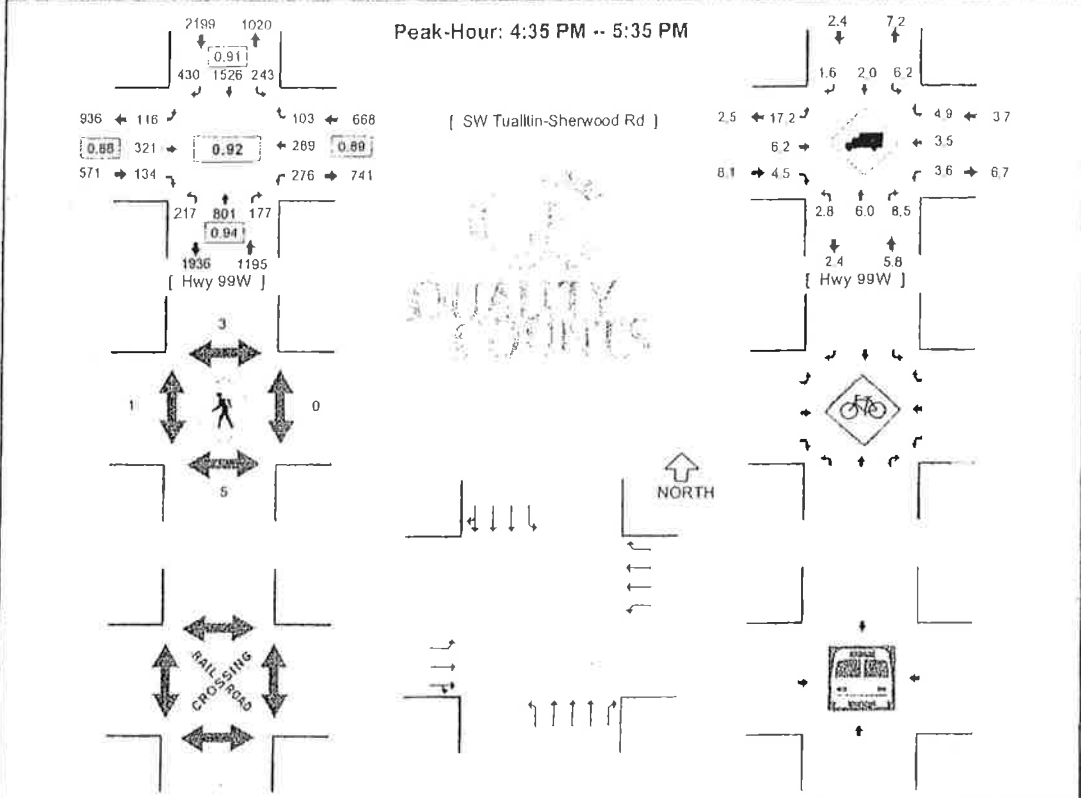 Peak-Hour: 4:35 PM -- 5:35 PM
2199 1020
0.91
430 1526 243
936 116 103 668
0.88 321 0.92 289 0.89
571 134 276 741
217 801 177
0.94
1936 1195
[ Hwy 99W ]
[ SW Tualitin-Sherwood Rd ]
QUALITY
COUNTS
2.4 7.2
1.6 2.0 6.2
2.5 17.2 4.9 3.7
6.2 3.5
8.1 4.5 3.6 6.7
2.8 6.0 8.5
2.4 5.8
[ Hwy 99W ]
3
1 0
5
NORTH
RAIL ROAD
CROSSING